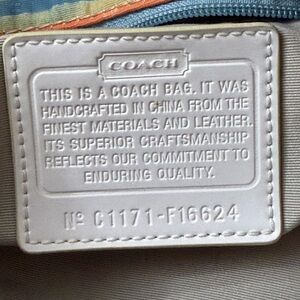 COACH
THIS IS A COACH BAG. IT WAS
HANDCRAFTED IN CHINA FROM THE
FINEST MATERIALS AND LEATHER.
ITS SUPERIOR CRAFTSMANSHIP
REFLECTS OUR COMMITMENT TO
ENDURING QUALITY.
Nº C1171-F16624